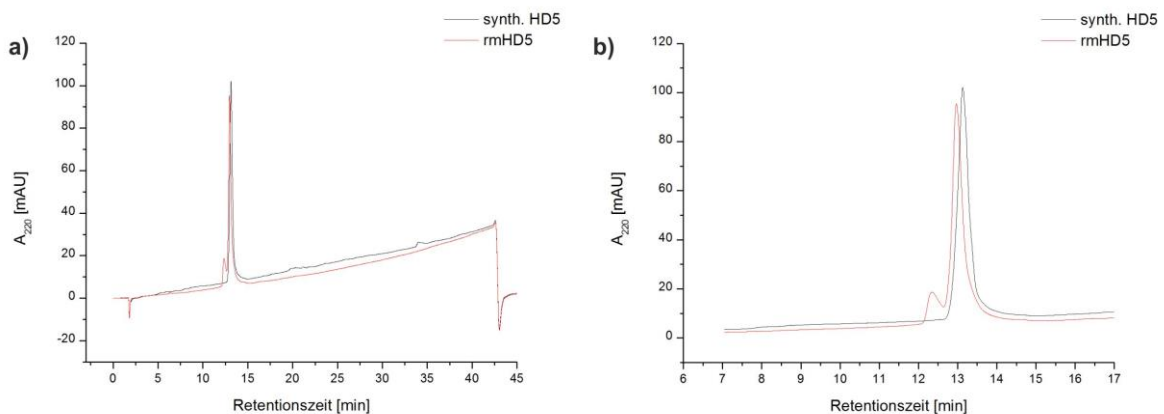 a)
synth. HD5
rmHD5
120
100
80
60
40
20
0
-20
A220 [mAU]
0 5 10 15 20 25 30 35 40 45
Retentionszeit [min]
b)
synth. HD5
rmHD5
120
100
80
60
40
20
0
A220 [mAU]
6 7 8 9 10 11 12 13 14 15 16 17
Retentionszeit [min]